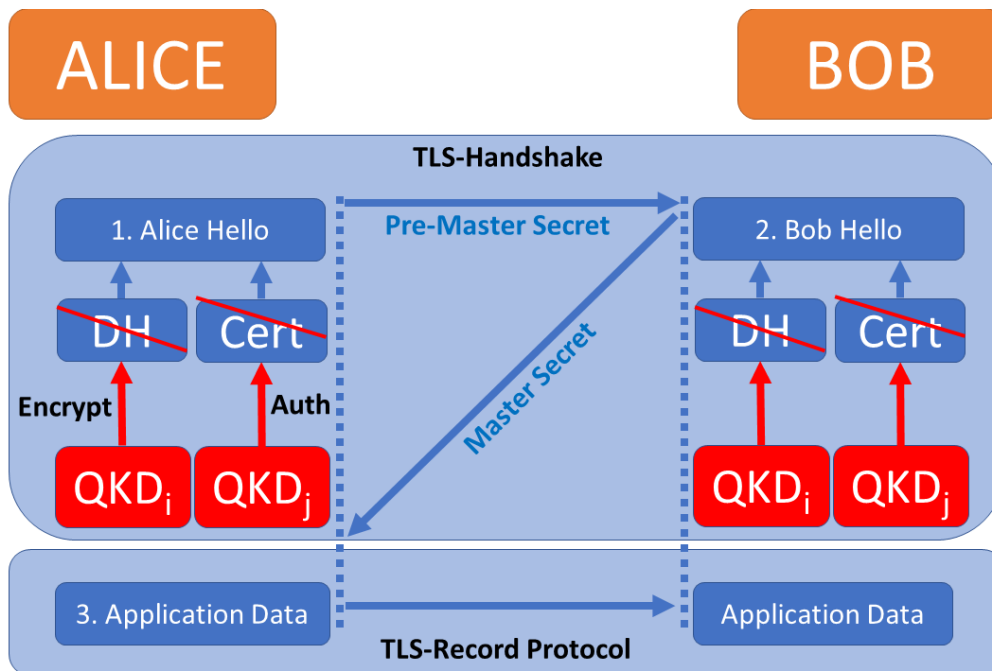 ALICE
BOB
TLS-Handshake
1. Alice Hello
Pre-Master Secret
2. Bob Hello
DH
Cert
DH
Cert
Master Secret
Encrypt
Auth
QKDi
QKDj
QKDi
QKDj
3. Application Data
Application Data
TLS-Record Protocol